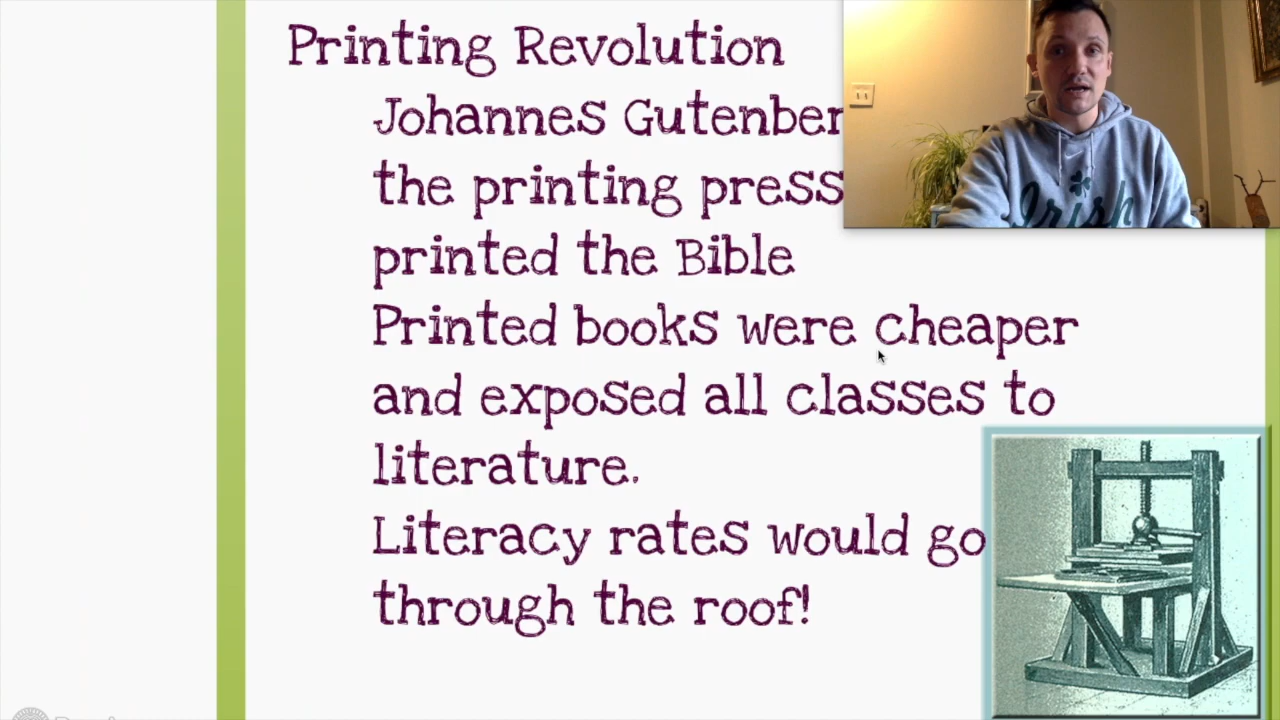 Printing Revolution
Johannes Gutenber
the printing press
printed the Bible
Printed books were cheaper
and exposed all classes to
literature.
Literacy rates would go
through the roof!
Irish